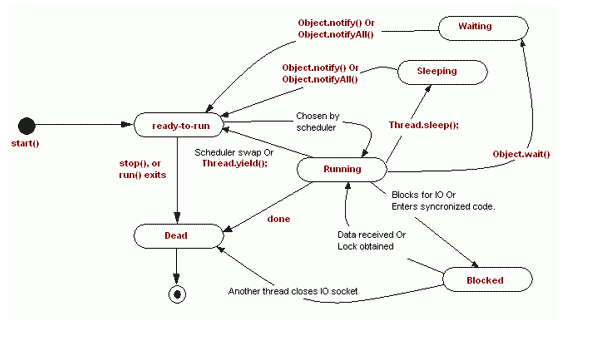 Object.notify() Or
Object.notifyAll()
Waiting
Object.notify() Or
Object.notifyAll()
Sleeping
ready-to-run
Chosen by
scheduler
Thread.sleep();
start()
Scheduler swap Or
Thread.yield();
Object.wait()
stop(), or
run() exits
Running
Blocks for IO Or
Enters syncronized code.
done
Dead
Data received Or
Lock obtained
Blocked
Another thread closes IO socket